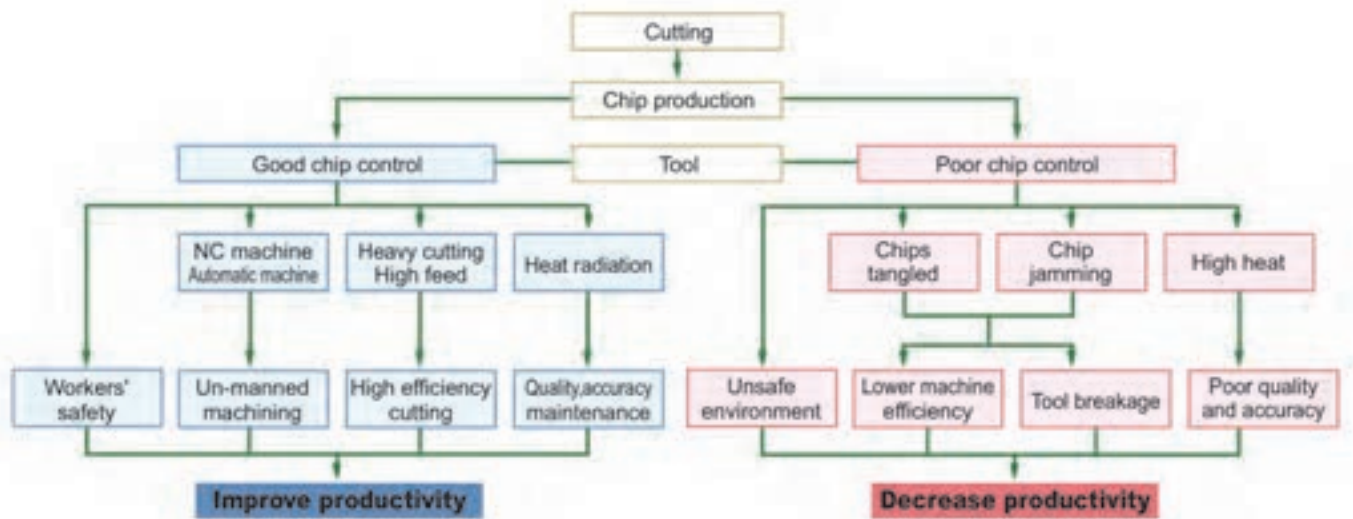 Cutting
Chip production
Good chip control
Tool
Poor chip control
NC machine
Automatic machine
Heavy cutting
High feed
Heat radiation
Chips
tangled
Chip
jamming
High heat
Workers'
safety
Un-manned
machining
High efficiency
cutting
Quality,accuracy
maintenance
Unsafe
environment
Lower machine
efficiency
Tool breakage
Poor quality
and accuracy
Improve productivity
Decrease productivity